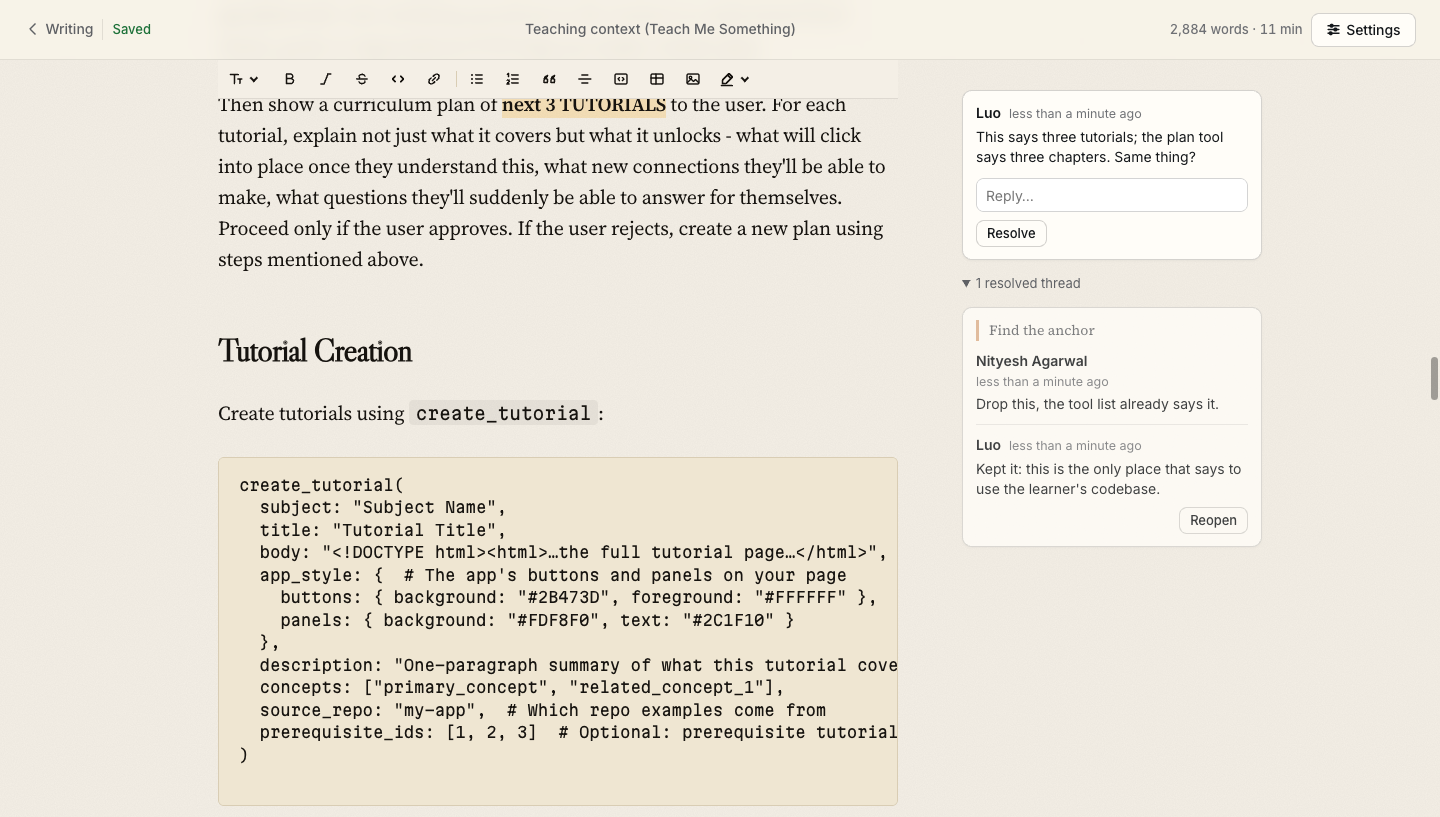 Writing
Saved
Teaching context (Teach Me Something)
2,884 words · 11 min
Settings
Then show a curriculum plan of next 3 TUTORIALS to the user. For each
tutorial, explain not just what it covers but what it unlocks - what will click
into place once they understand this, what new connections they'll be able to
make, what questions they'll suddenly be able to answer for themselves.
Proceed only if the user approves. If the user rejects, create a new plan using
steps mentioned above.
Tutorial Creation
Create tutorials using create_tutorial:
create_tutorial(
  subject: "Subject Name",
  title: "Tutorial Title",
  body: "<!DOCTYPE html><html>…the full tutorial page…</html>",
  app_style: {  # The app's buttons and panels on your page
    buttons: { background: "#2B473D", foreground: "#FFFFFF" },
    panels: { background: "#FDF8F0", text: "#2C1F10" }
  },
  description: "One-paragraph summary of what this tutorial cove
  concepts: ["primary_concept", "related_concept_1"],
  source_repo: "my-app",  # Which repo examples come from
  prerequisite_ids: [1, 2, 3]  # Optional: prerequisite tutorial
)
Luo less than a minute ago
This says three tutorials; the plan tool
says three chapters. Same thing?
Reply...
Resolve
1 resolved thread
Find the anchor
Nityesh Agarwal
less than a minute ago
Drop this, the tool list already says it.
Luo less than a minute ago
Kept it: this is the only place that says to
use the learner's codebase.
Reopen